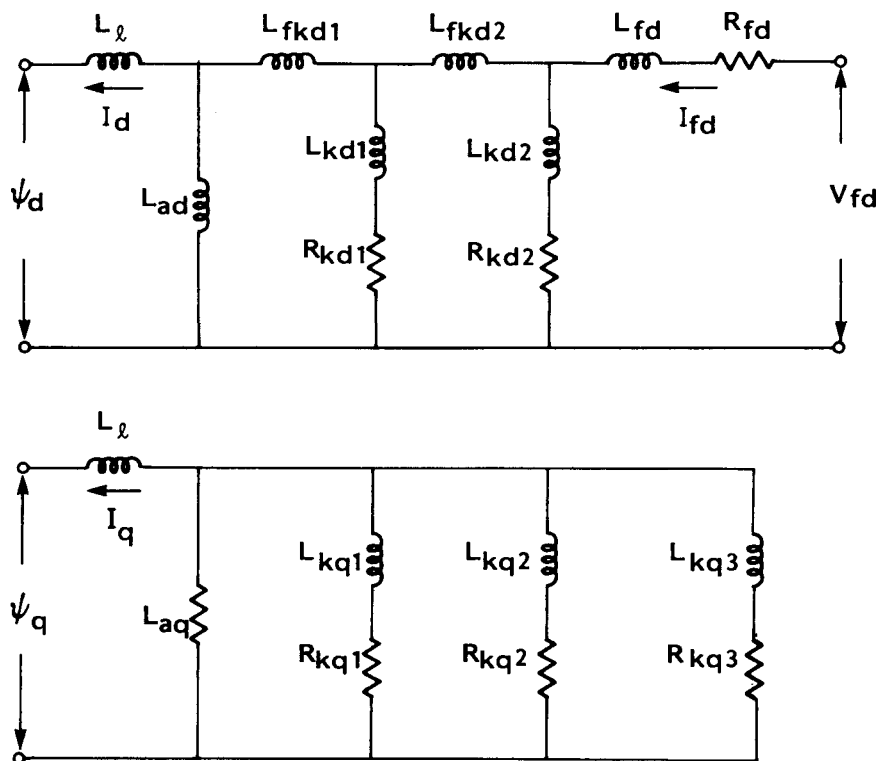 Lℓ Lfkd1 Lfkd2 Lfd Rfd
Id Ifd
Lkd1 Lkd2
ψd Lad Vfd
Rkd1 Rkd2
Lℓ
Iq
Lkq1 Lkq2 Lkq3
ψq Laq
Rkq1 Rkq2 Rkq3